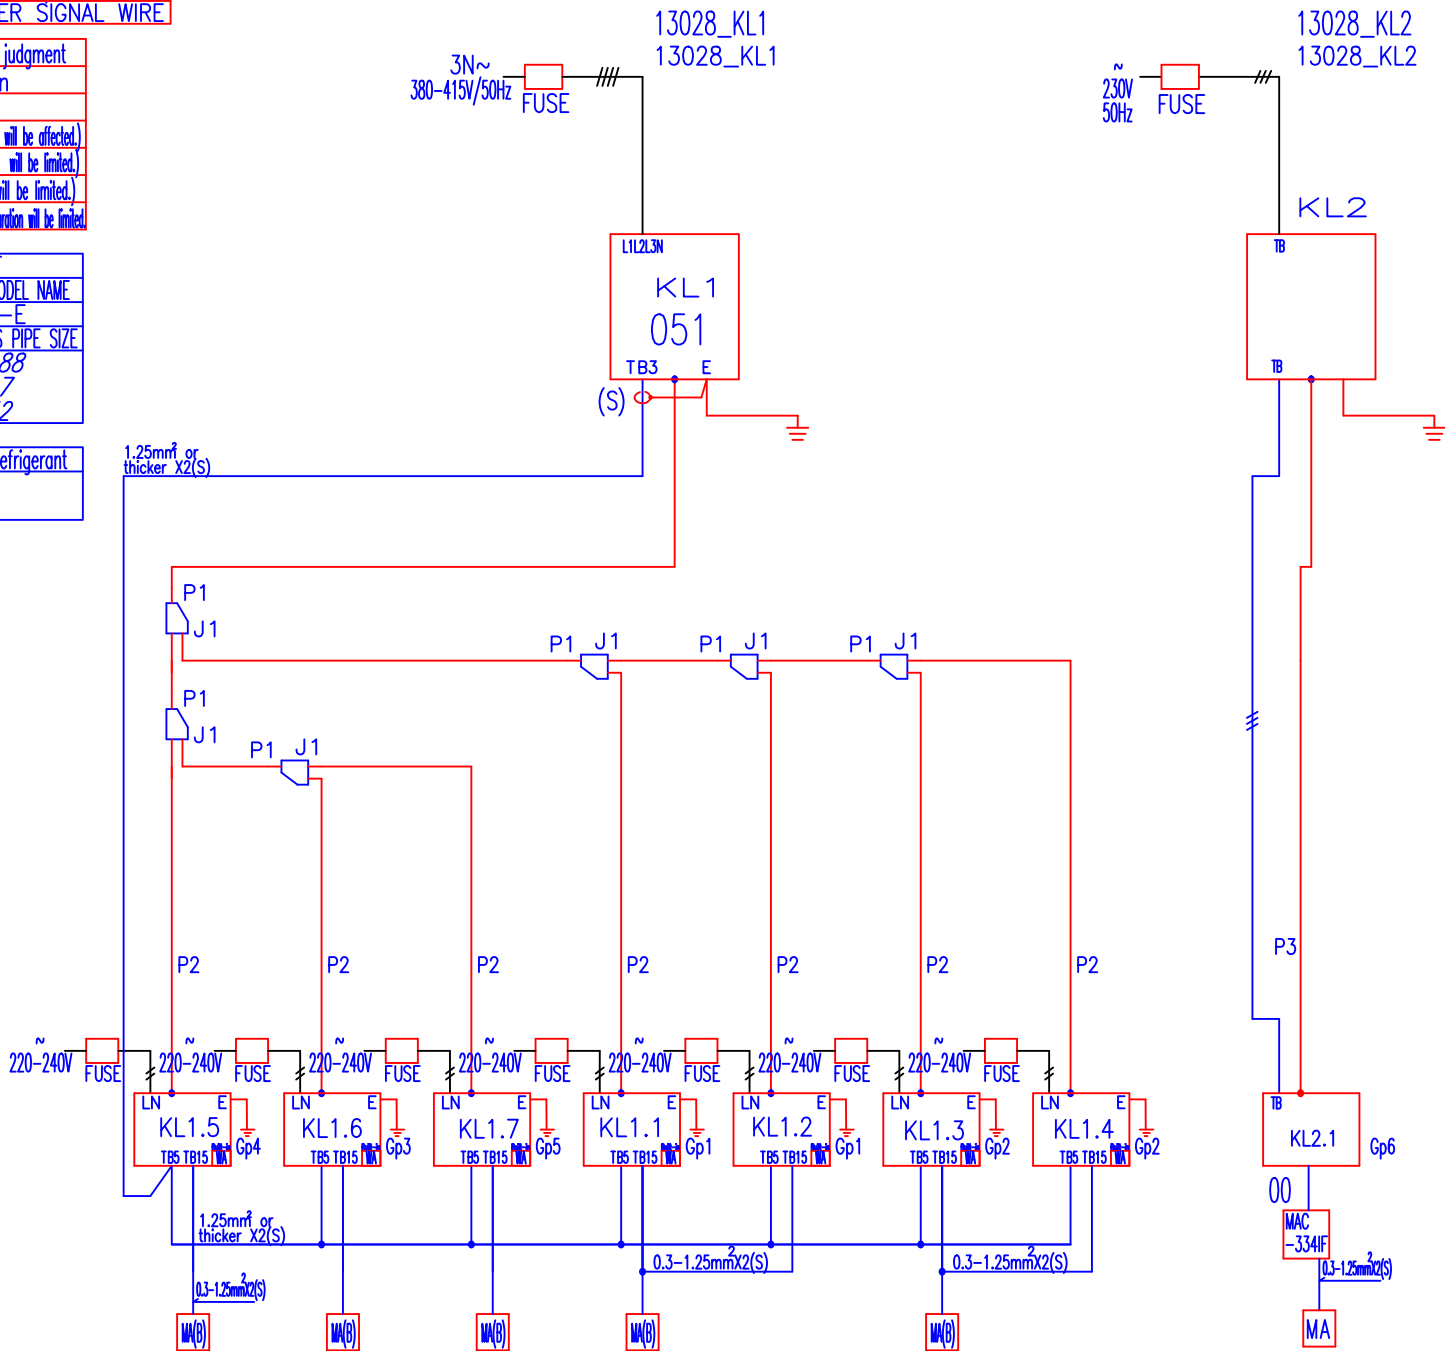 ER SIGNAL WIRE
judgment
n
will be affected.)
will be limited.)
will be limited.)
ration will be limited.
ODEL NAME
-E
S PIPE SIZE
88
7
2
efrigerant
13028_KL1
13028_KL1
3N~
380-415V/50Hz
FUSE
L1L2L3N
KL1
051
TB3 E
(S)
13028_KL2
13028_KL2
~
230V
50Hz
FUSE
KL2
TB
TB
1.25mm² or
thicker X2(S)
P1
J1
P1 J1
P1 J1
P1 J1
P1
J1
P1 J1
P2
P2
P2
P2
P2
P2
P2
P3
~
220-240V
FUSE
~
220-240V
FUSE
~
220-240V
FUSE
~
220-240V
FUSE
~
220-240V
FUSE
~
220-240V
FUSE
~
220-240V
FUSE
LN E
KL1.5
TB5 TB15
Gp4
LN E
KL1.6
TB5 TB15
Gp3
LN E
KL1.7
TB5 TB15
Gp5
LN E
KL1.1
TB5 TB15
Gp1
LN E
KL1.2
TB5 TB15
Gp1
LN E
KL1.3
TB5 TB15
Gp2
LN E
KL1.4
TB5 TB15
Gp2
TB
KL2.1
Gp6
00
MAC
-334IF
0.3-1.25mm²X2(S)
MA
1.25mm² or
thicker X2(S)
0.3-1.25mm²X2(S)
0.3-1.25mm²X2(S)
0.3-1.25mm²X2(S)
MA(B)
MA(B)
MA(B)
MA(B)
MA(B)